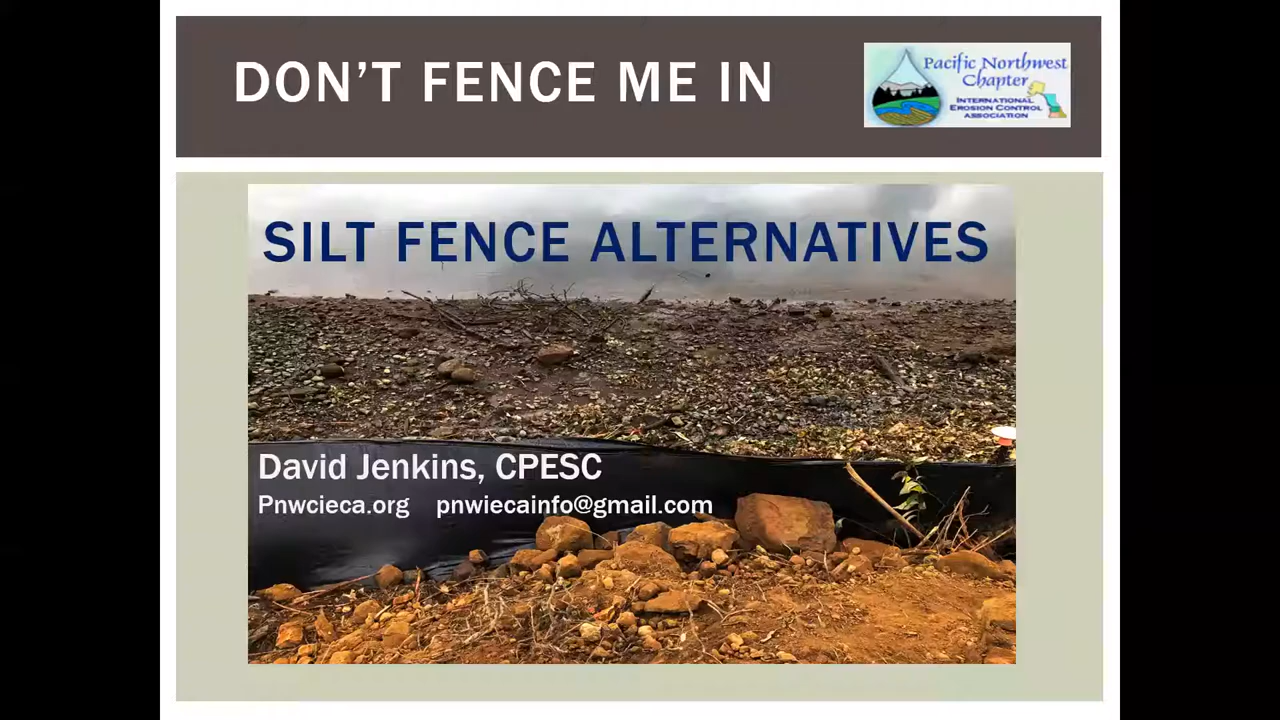 DON'T FENCE ME IN
Pacific Northwest
Chapter
INTERNATIONAL
EROSION CONTROL
ASSOCIATION
SILT FENCE ALTERNATIVES
David Jenkins, CPESC
Pnwcieca.org pnwiecainfo@gmail.com